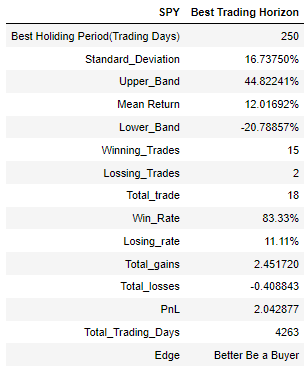 SPY Best Trading Horizon
Best Holiding Period(Trading Days) 250
Standard_Deviation 16.73750%
Upper_Band 44.82241%
Mean Return 12.01692%
Lower_Band -20.78857%
Winning_Trades 15
Lossing_Trades 2
Total_trade 18
Win_Rate 83.33%
Losing_rate 11.11%
Total_gains 2.451720
Total_losses -0.408843
PnL 2.042877
Total_Trading_Days 4263
Edge Better Be a Buyer